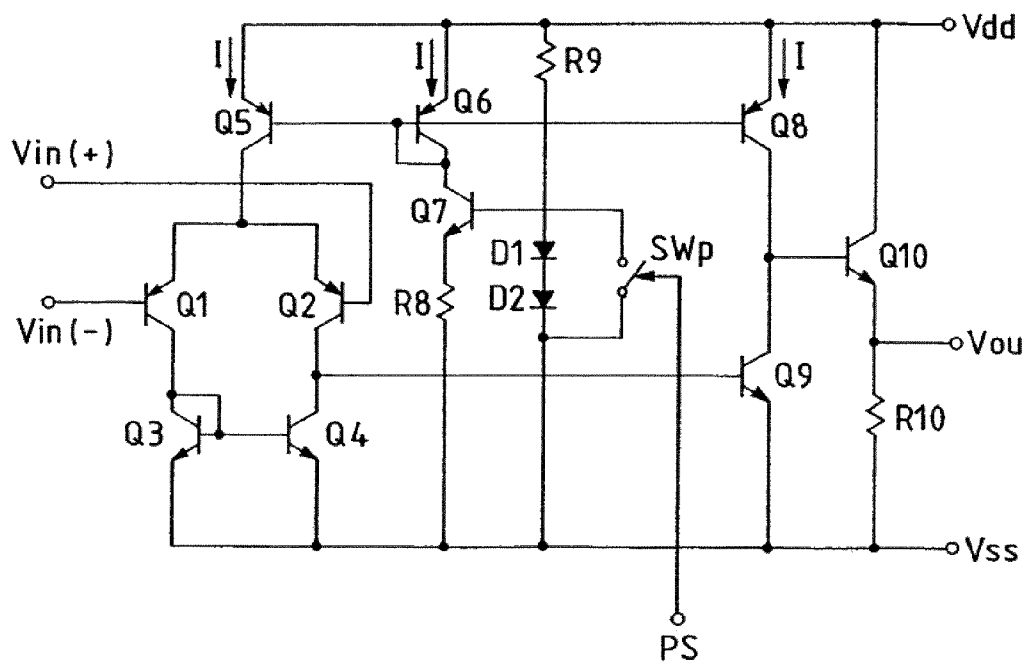 Vdd
I
I
R9
I
Q5
Q6
Q8
Vin(+)
Q7
D1
SWp
Q10
Q1
Q2
R8
D2
Vin(-)
Vou
Q9
Q3
Q4
R10
Vss
PS